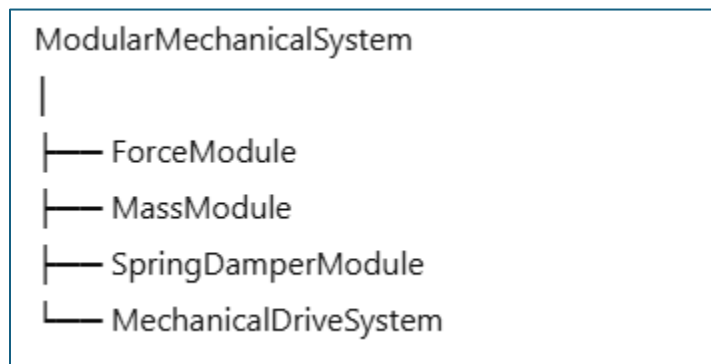 ModularMechanicalSystem
│
├── ForceModule
├── MassModule
├── SpringDamperModule
└── MechanicalDriveSystem